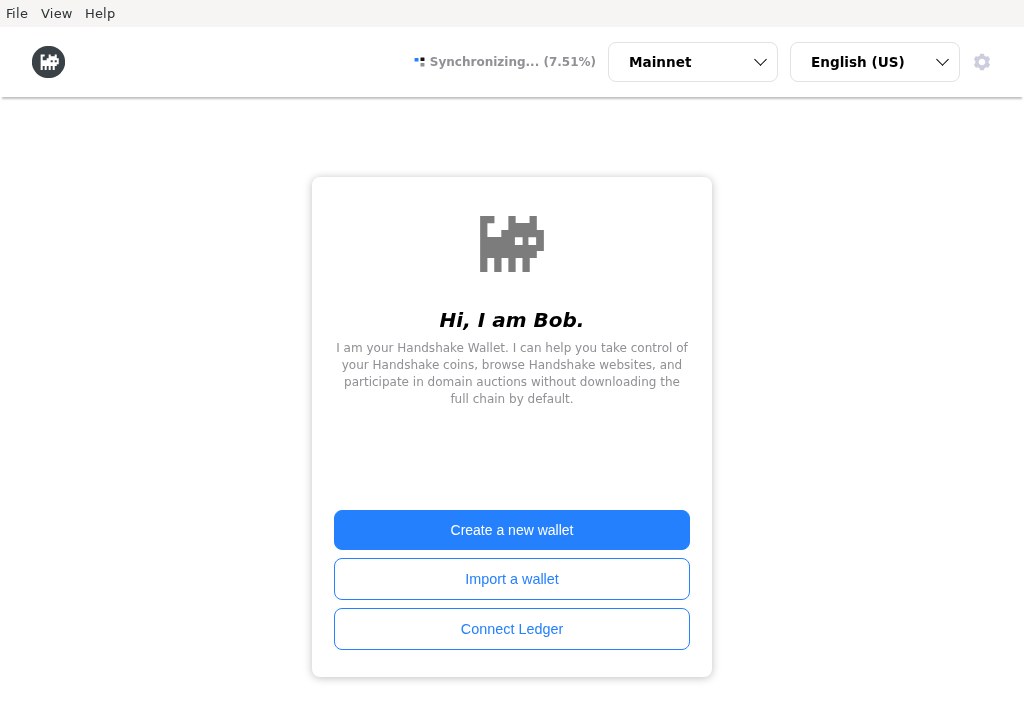 File View Help
Synchronizing... (7.51%) Mainnet English (US)
Hi, I am Bob.
I am your Handshake Wallet. I can help you take control of
your Handshake coins, browse Handshake websites, and
participate in domain auctions without downloading the
full chain by default.
Create a new wallet
Import a wallet
Connect Ledger